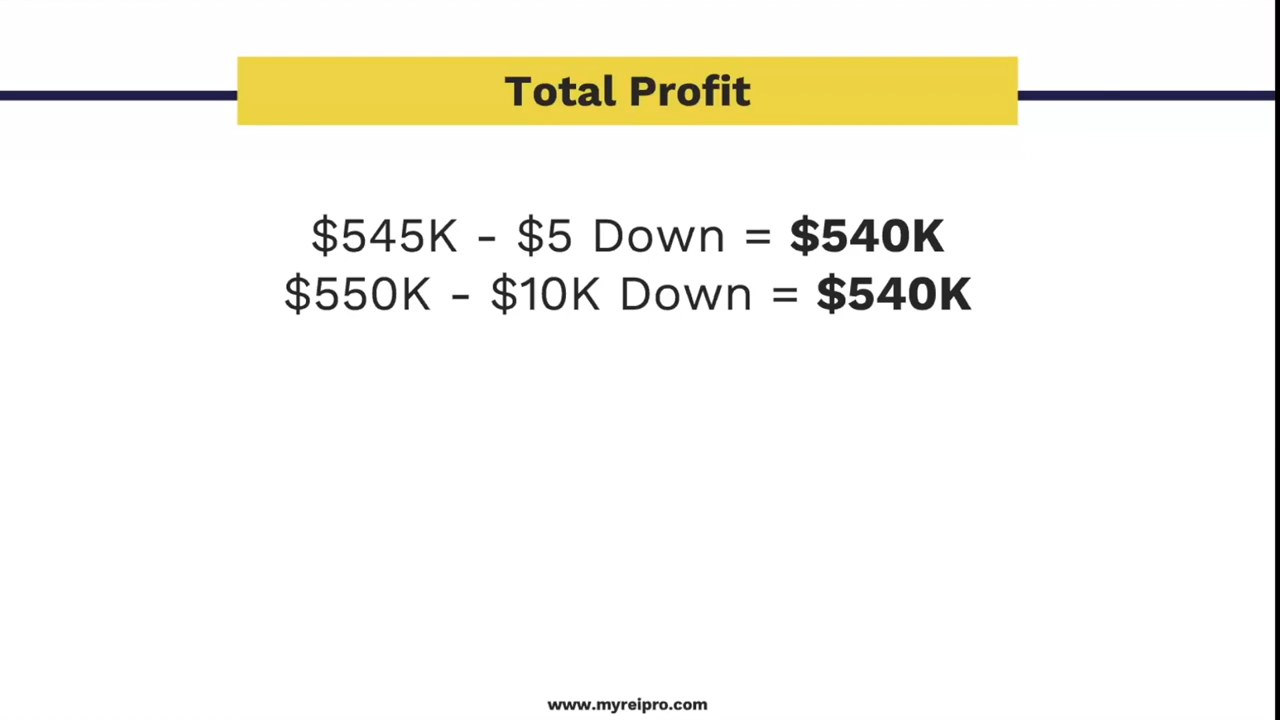 Total Profit
$545K - $5 Down = $540K
$550K - $10K Down = $540K
www.myreipro.com